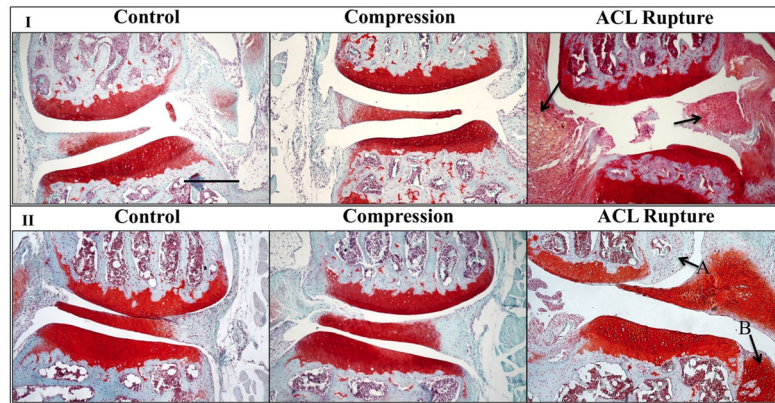 I Control Compression ACL Rupture
II Control Compression ACL Rupture
A
B